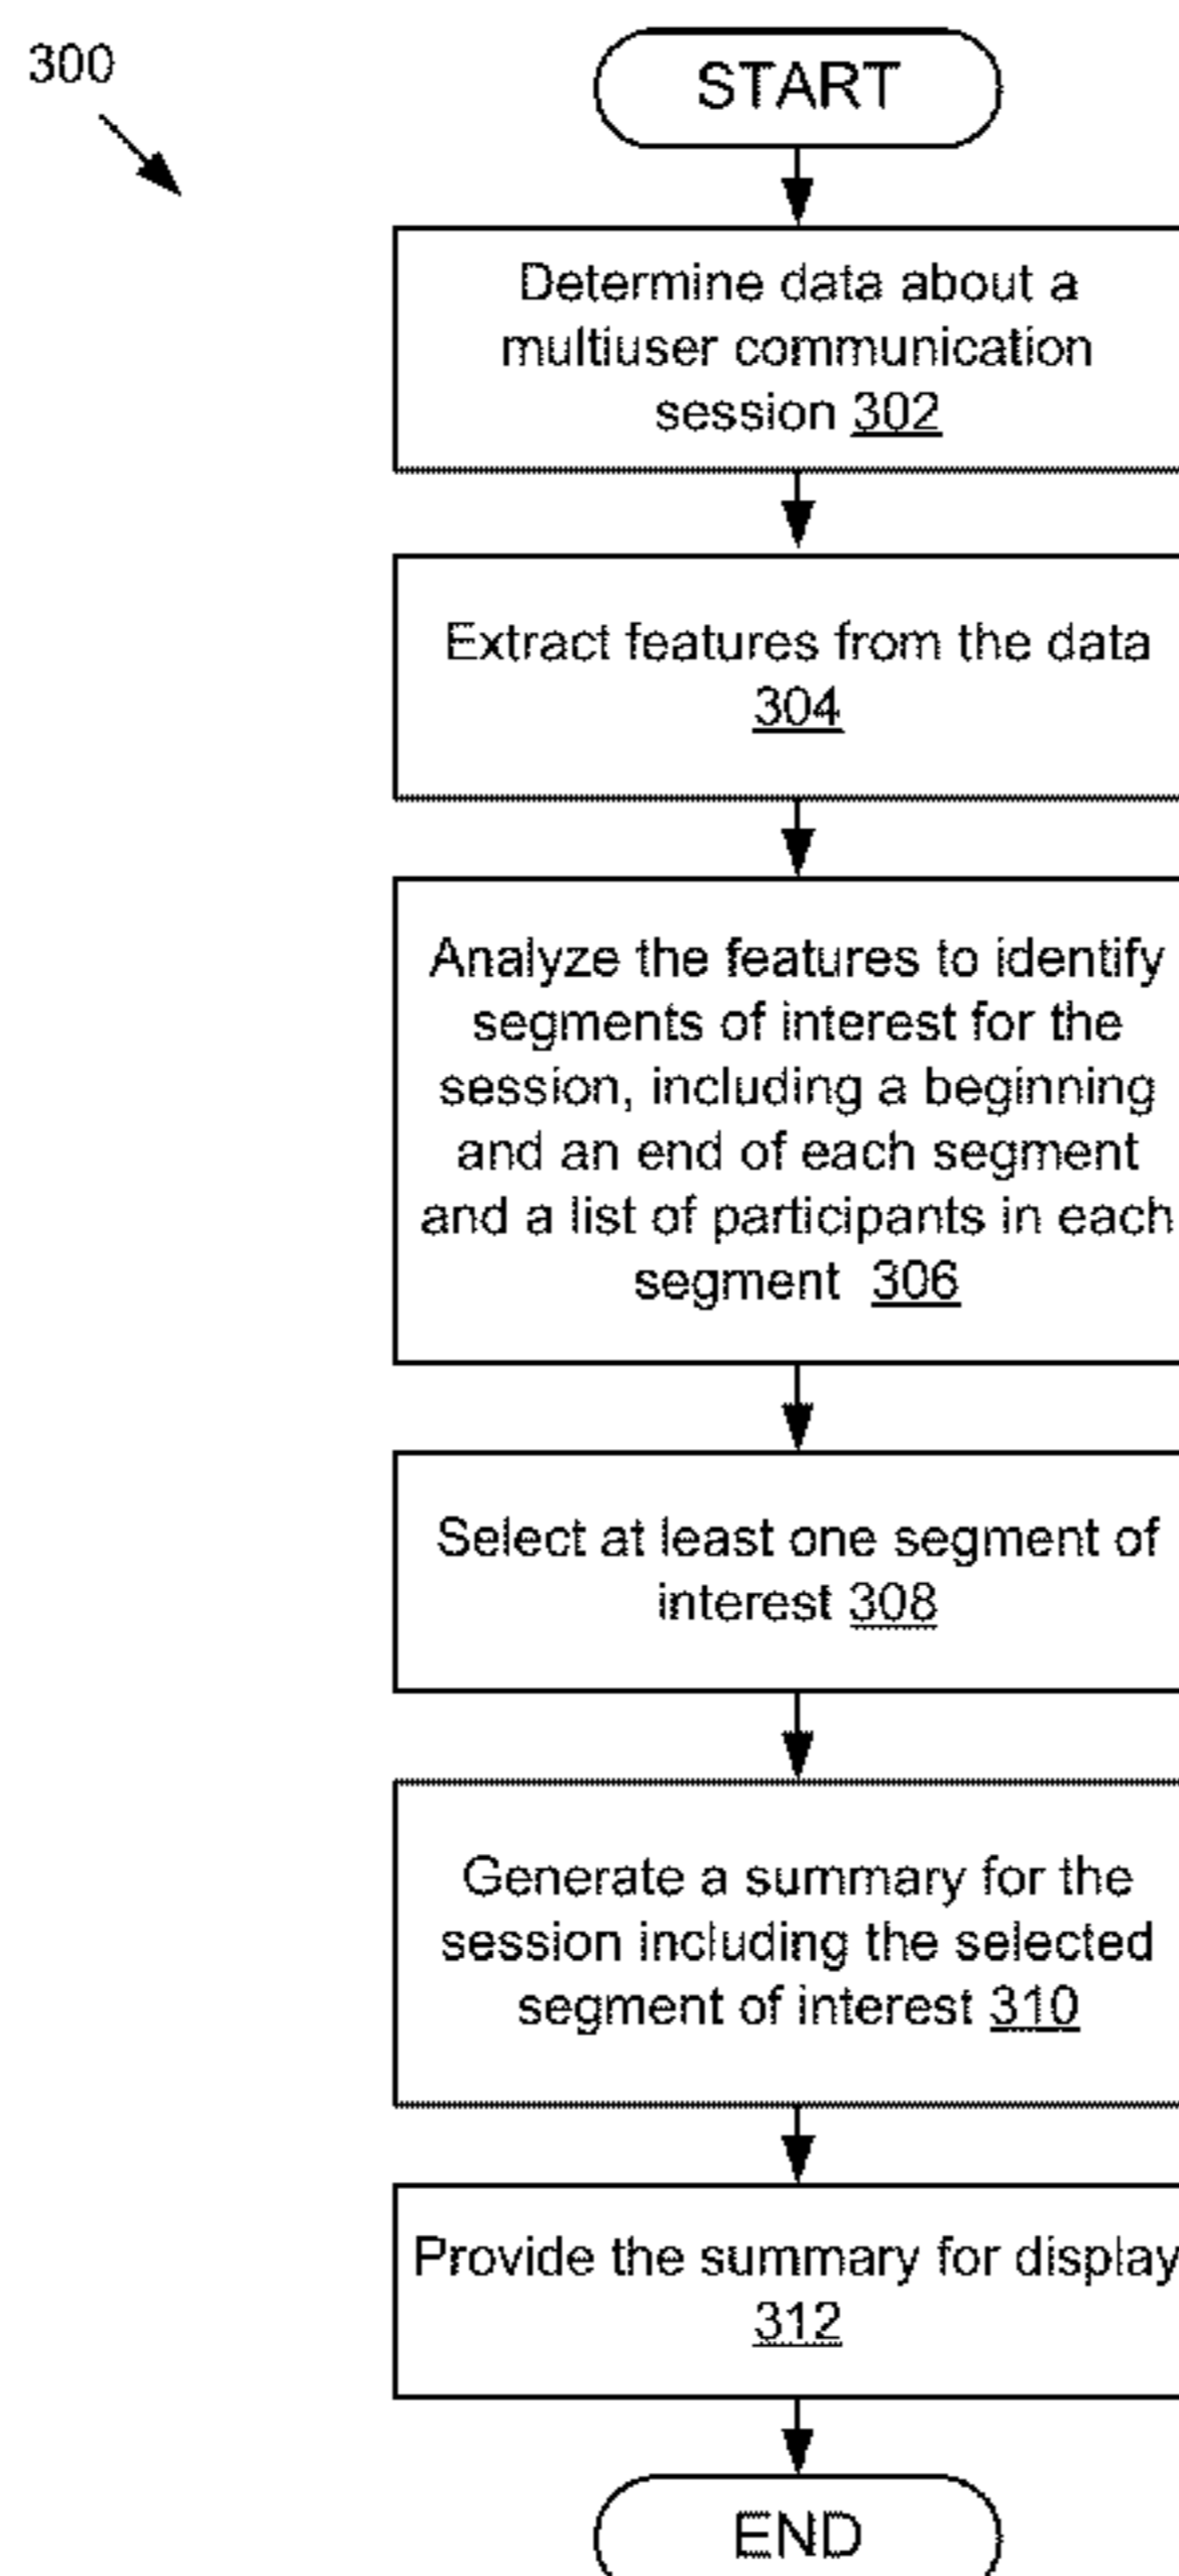 300
START
Determine data about a
multiuser communication
session 302
Extract features from the data
304
Analyze the features to identify
segments of interest for the
session, including a beginning
and an end of each segment
and a list of participants in each
segment 306
Select at least one segment of
interest 308
Generate a summary for the
session including the selected
segment of interest 310
Provide the summary for display
312
END